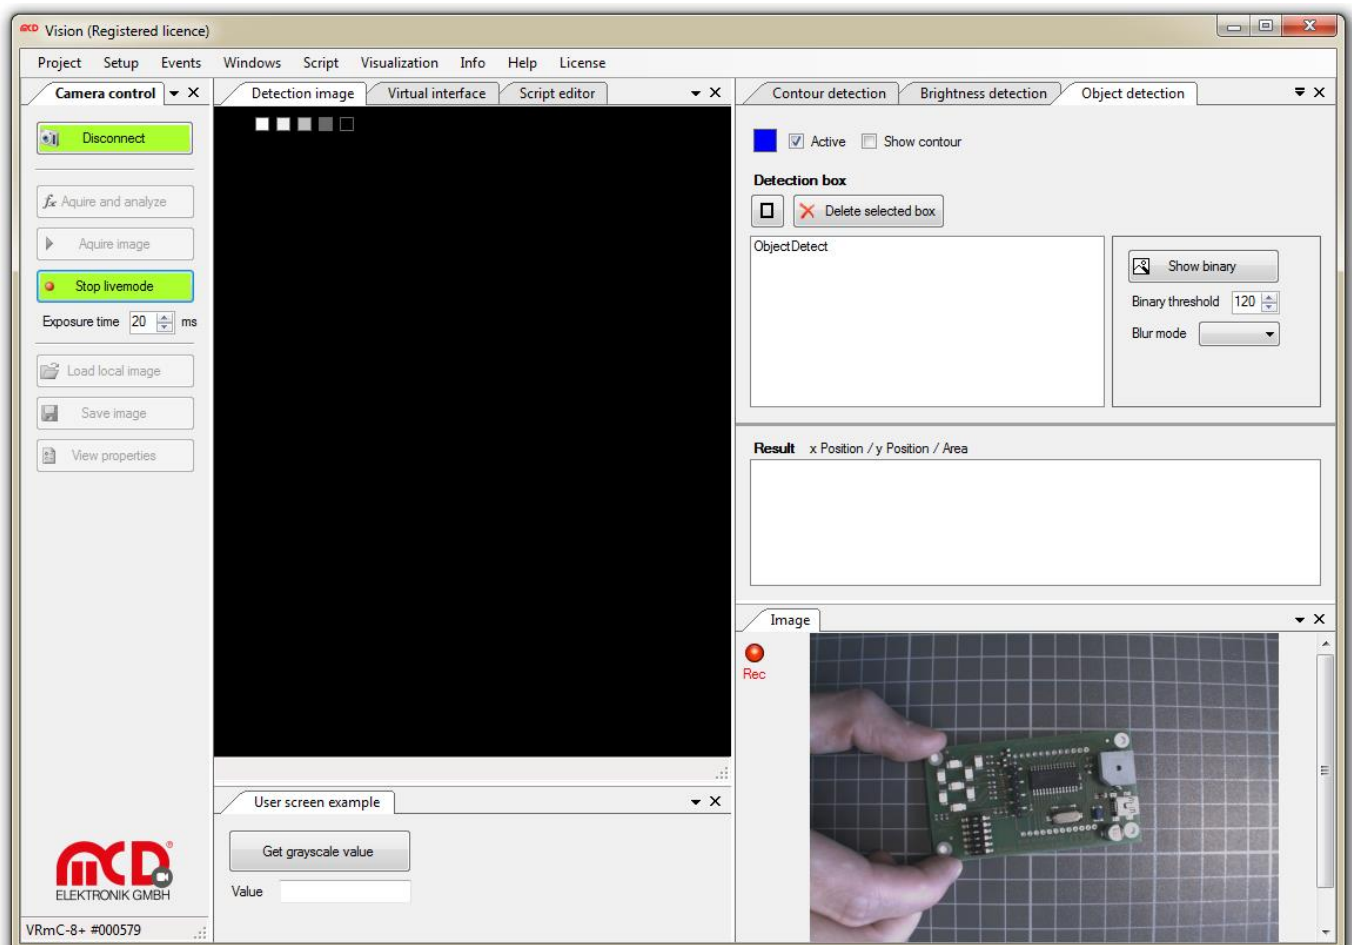 MCD Vision (Registered licence)
Project Setup Events Windows Script Visualization Info Help License
Camera control
Disconnect
fx Aquire and analyze
Aquire image
Stop livemode
Exposure time 20 ms
Load local image
Save image
View properties
MCD®
ELEKTRONIK GMBH
VRmC-8+ #000579
Detection image Virtual interface Script editor
User screen example
Get grayscale value
Value
Contour detection Brightness detection Object detection
Active Show contour
Detection box
Delete selected box
ObjectDetect
Show binary
Binary threshold 120
Blur mode
Result x Position / y Position / Area
Image
Rec